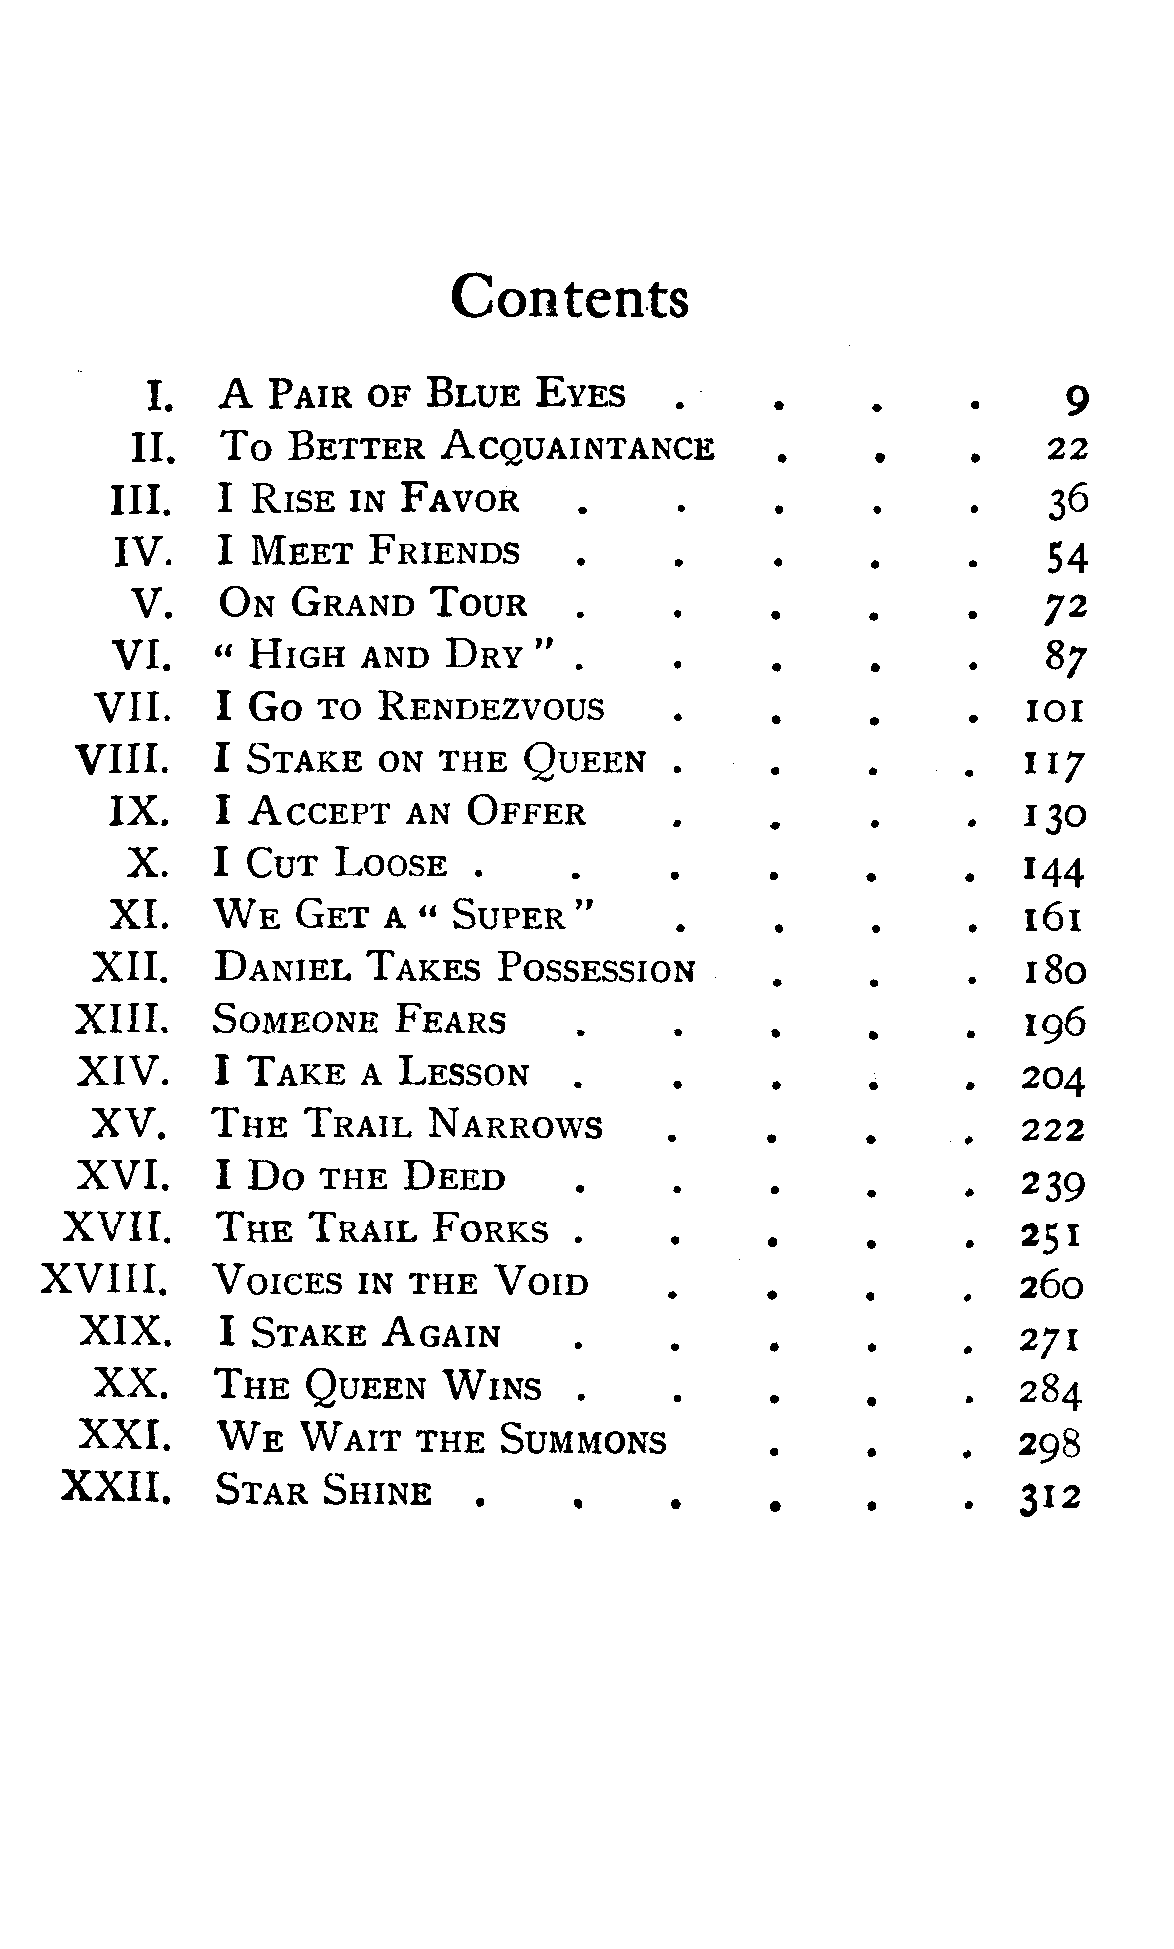 Contents
I. A Pair of Blue Eyes . . . . 9
II. To Better Acquaintance . . . 22
III. I Rise in Favor . . . . . 36
IV. I Meet Friends . . . . . 54
V. On Grand Tour . . . . . 72
VI. “ High and Dry ” . . . . . 87
VII. I Go to Rendezvous . . . . 101
VIII. I Stake on the Queen . . . . 117
IX. I Accept an Offer . . . . 130
X. I Cut Loose . . . . . . 144
XI. We Get a “ Super ” . . . . 161
XII. Daniel Takes Possession . . . 180
XIII. Someone Fears . . . . . 196
XIV. I Take a Lesson . . . . . 204
XV. The Trail Narrows . . . . 222
XVI. I Do the Deed . . . . . 239
XVII. The Trail Forks . . . . . 251
XVIII. Voices in the Void . . . . 260
XIX. I Stake Again . . . . . 271
XX. The Queen Wins . . . . . 284
XXI. We Wait the Summons . . . 298
XXII. Star Shine . . . . . . 312